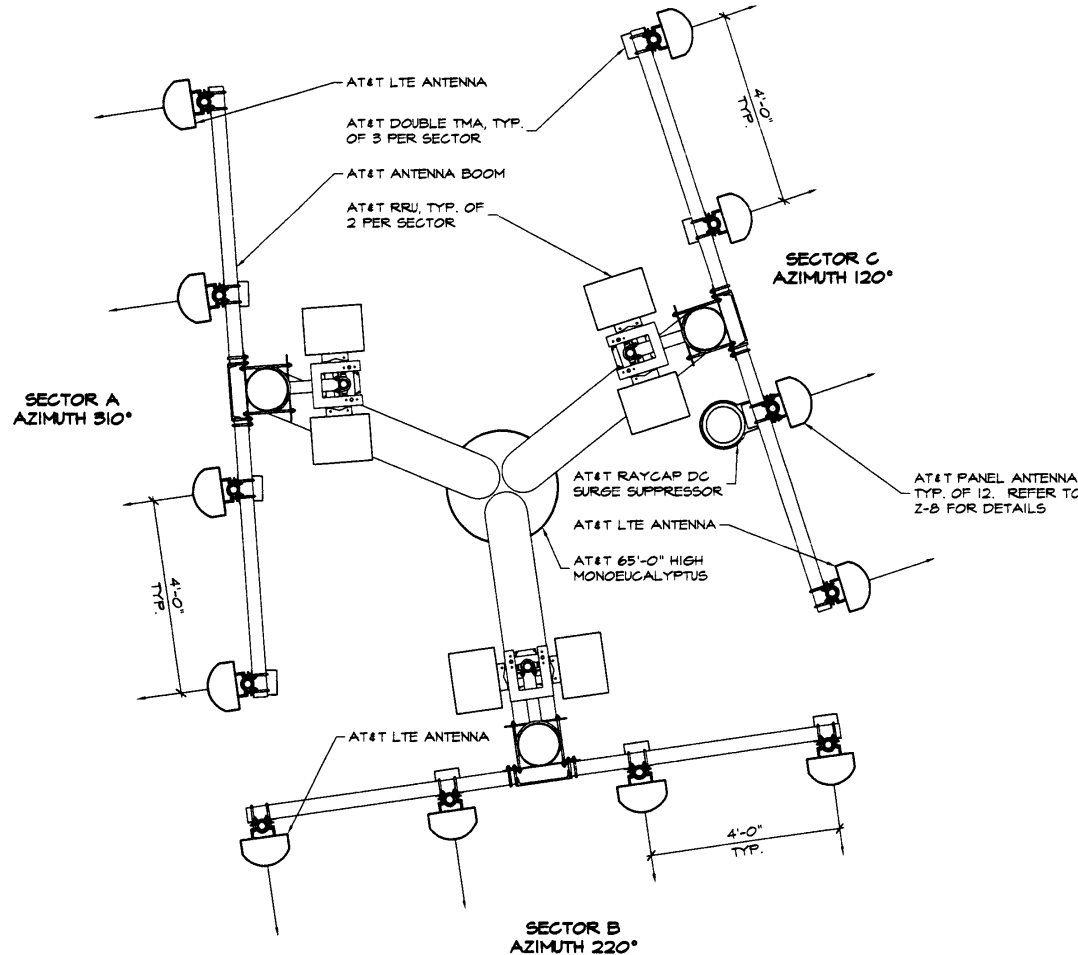 AT&T LTE ANTENNA
AT&T DOUBLE TMA, TYP.
OF 3 PER SECTOR
AT&T ANTENNA BOOM
AT&T RRU, TYP. OF
2 PER SECTOR
4'-0"
TYP.
SECTOR C
AZIMUTH 120°
SECTOR A
AZIMUTH 310°
AT&T RAYCAP DC
SURGE SUPPRESSOR
AT&T PANEL ANTENNA
TYP. OF 12. REFER TO
Z-8 FOR DETAILS
AT&T LTE ANTENNA
AT&T 65'-0" HIGH
MONOEUCALYPTUS
4'-0"
TYP.
AT&T LTE ANTENNA
4'-0"
TYP.
SECTOR B
AZIMUTH 220°